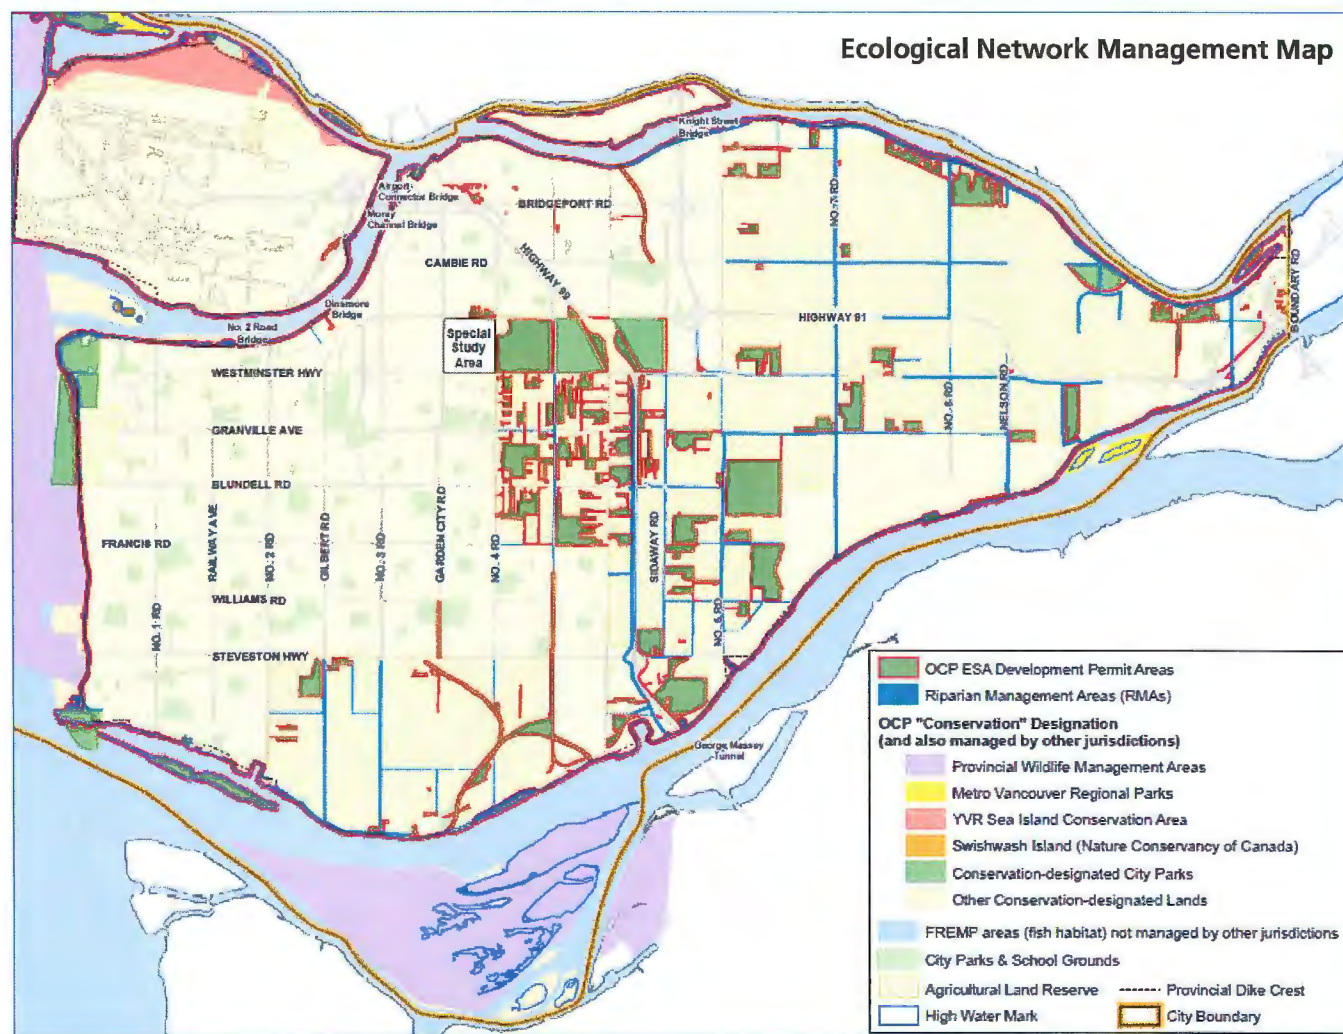 Ecological Network Management Map
Knight Street
Bridge
Airport
Connector Bridge
Moray
Channel Bridge
BRIDGEPORT RD
NO. 7 RD
CAMBIE RD
HIGHWAY 99
BOUNDARY RD
Dinsmore
Bridge
No. 2 Road
Bridge
Special
Study
Area
HIGHWAY 91
WESTMINSTER HWY
GRANVILLE AVE
BLUNDELL RD
FRANCIS RD
WILLIAMS RD
STEVESTON HWY
NO. 1 RD
RAILWAY AVE
NO. 2 RD
GILBERT RD
NO. 3 RD
GARDEN CITY RD
NO. 4 RD
SIDAWAY RD
NO. 6 RD
NO. 8 RD
NELSON RD
George Massey
Tunnel
OCP ESA Development Permit Areas
Riparian Management Areas (RMAs)
OCP "Conservation" Designation
(and also managed by other jurisdictions)
Provincial Wildlife Management Areas
Metro Vancouver Regional Parks
YVR Sea Island Conservation Area
Swishwash Island (Nature Conservancy of Canada)
Conservation-designated City Parks
Other Conservation-designated Lands
FREMP areas (fish habitat) not managed by other jurisdictions
City Parks & School Grounds
Agricultural Land Reserve
Provincial Dike Crest
High Water Mark
City Boundary